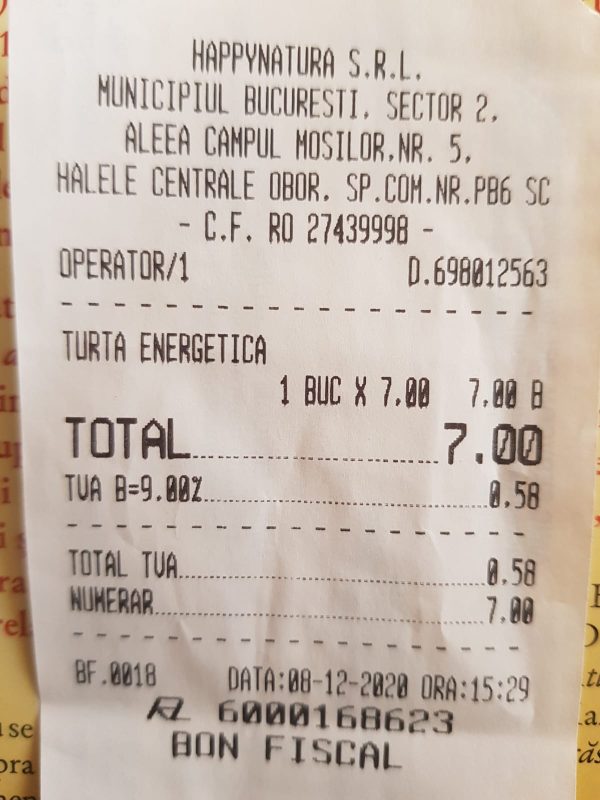 HAPPYNATURA S.R.L.
MUNICIPIUL BUCURESTI, SECTOR 2,
ALEEA CAMPUL MOSILOR,NR. 5,
HALELE CENTRALE OBOR, SP.COM.NR.PB6 SC
- C.F. RO 27439998 -
OPERATOR/1 D.698012563
TURTA ENERGETICA
1 BUC X 7.00 7.00 B
TOTAL 7.00
TVA B=9.00% 0.58
TOTAL TVA 0.58
NUMERAR 7.00
BF.0018 DATA:08-12-2020 ORA:15:29
6000168623
BON FISCAL